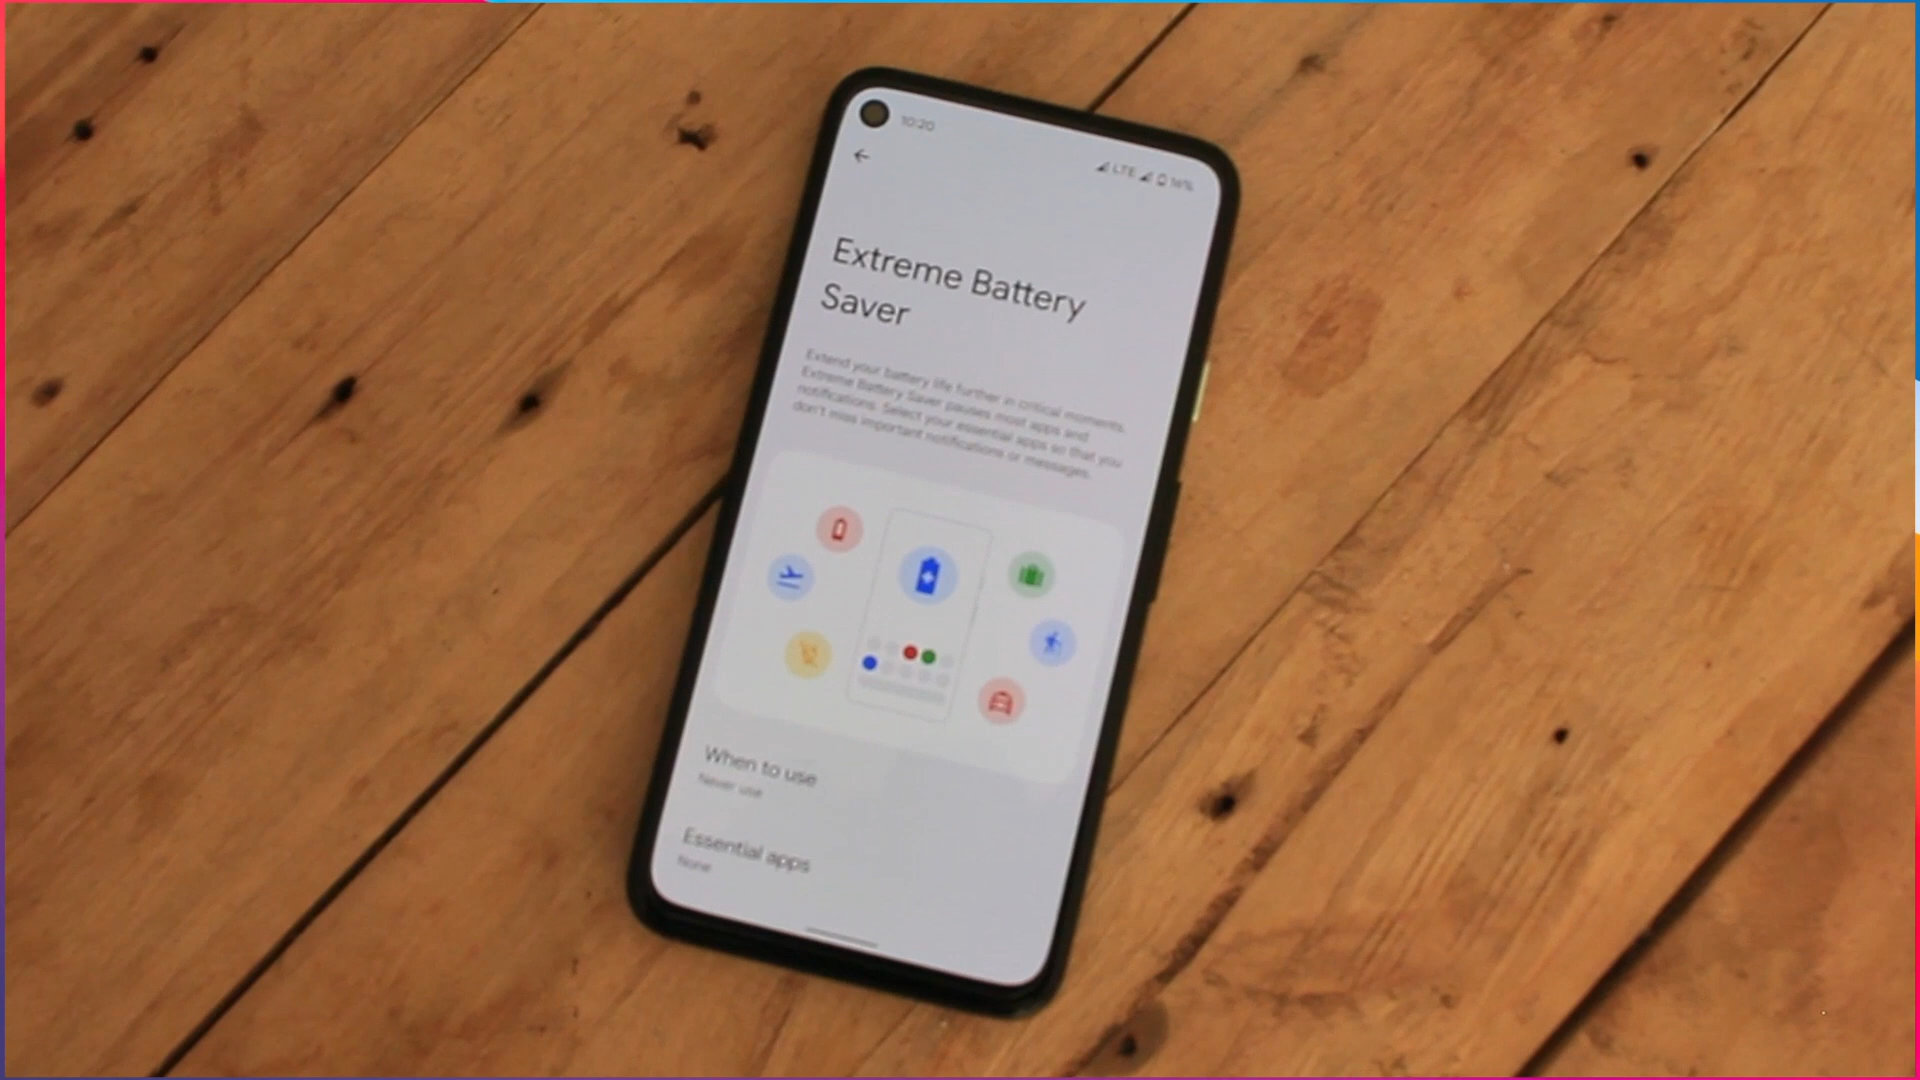 10:20
LTE 16%
Extreme Battery
Saver
Extend your battery life further in critical moments.
Extreme Battery Saver pauses most apps and
notifications. Select your essential apps so that you
don't miss important notifications or messages.
When to use
Never use
Essential apps
None